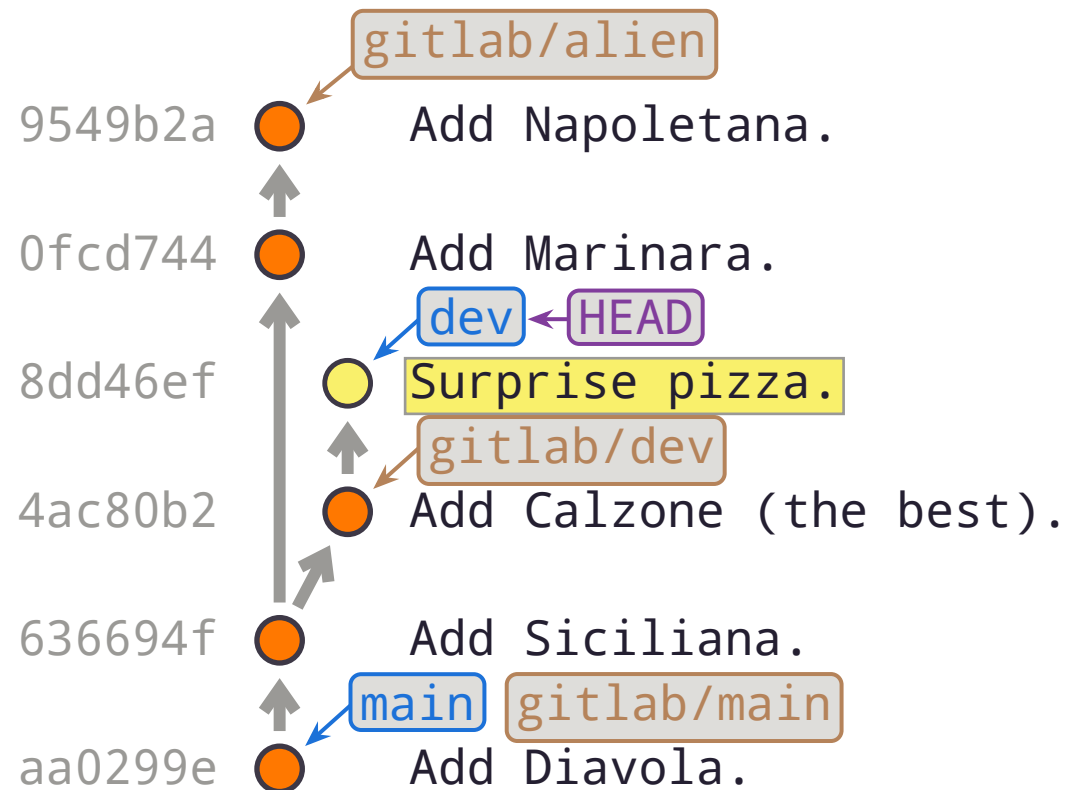 gitlab/alien
9549b2a Add Napoletana.
0fcd744 Add Marinara.
dev HEAD
8dd46ef Surprise pizza.
gitlab/dev
4ac80b2 Add Calzone (the best).
636694f Add Siciliana.
main gitlab/main
aa0299e Add Diavola.